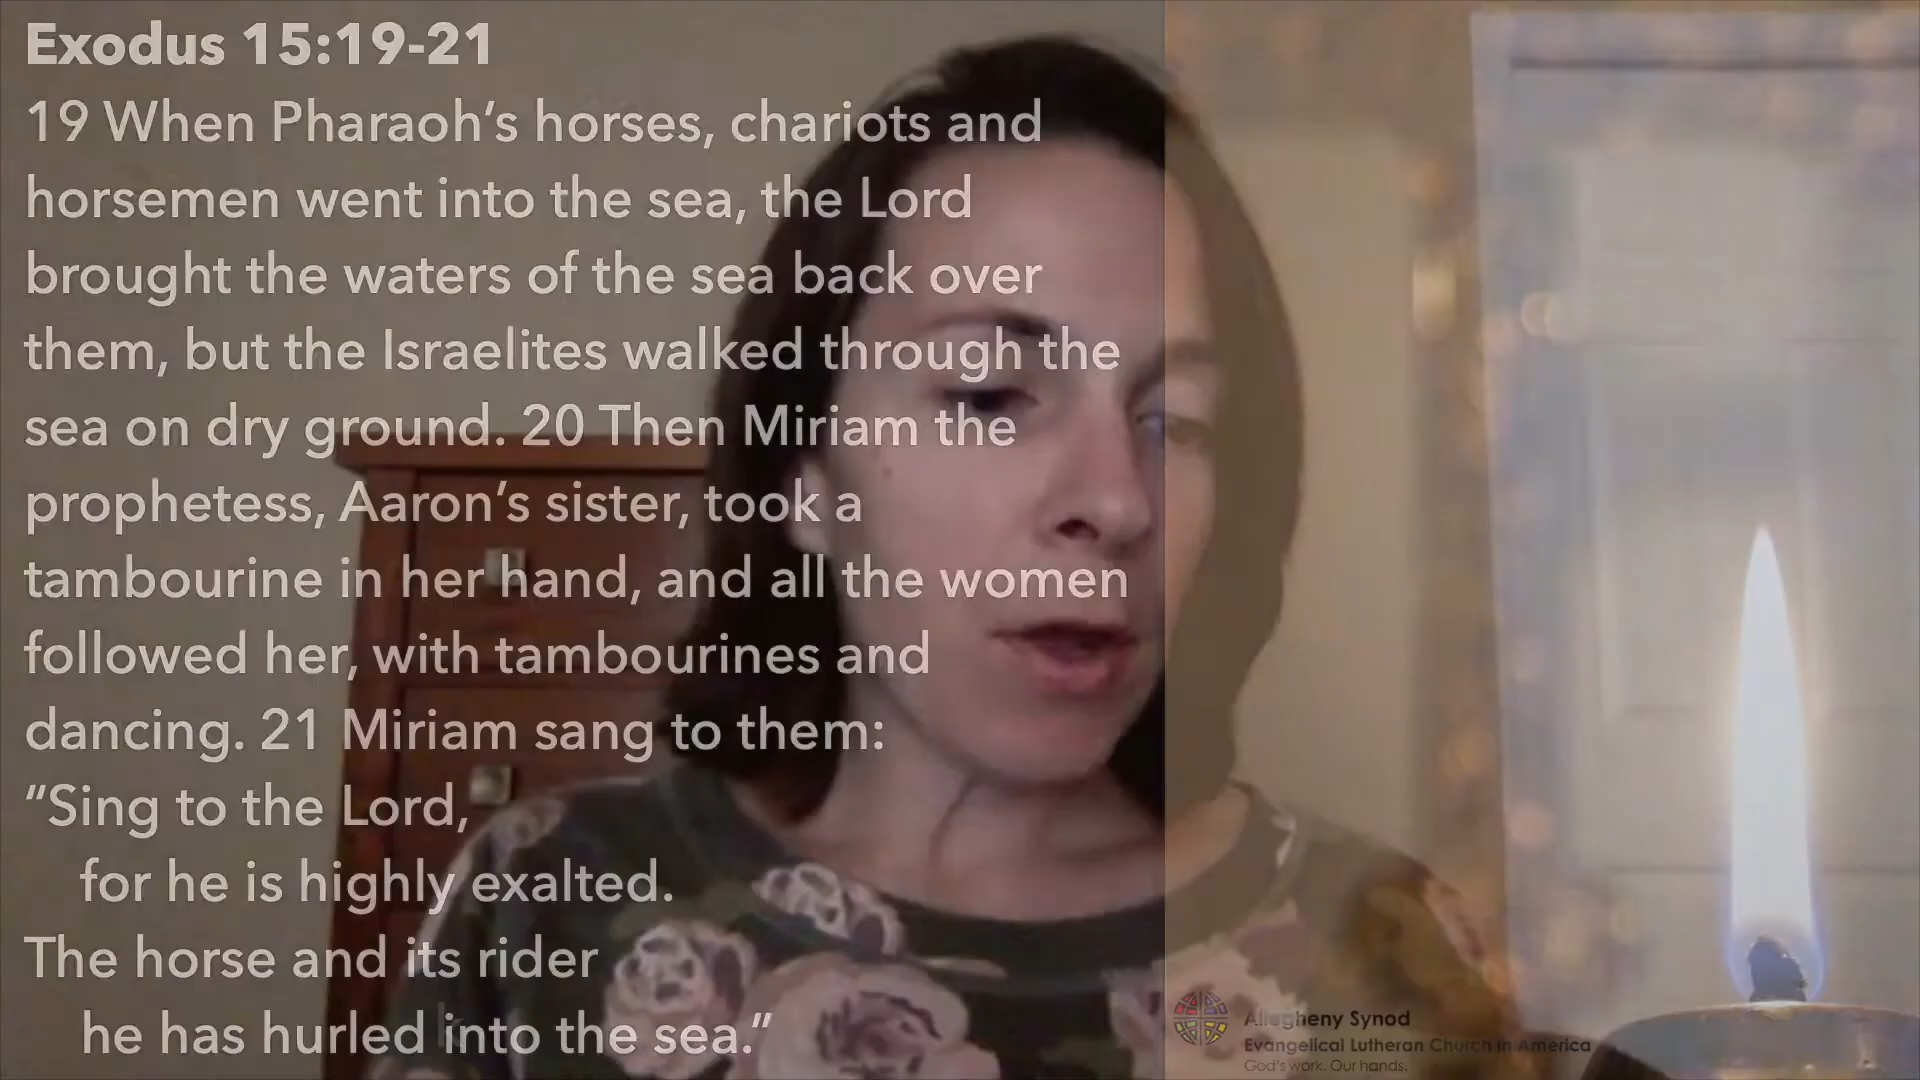 Exodus 15:19-21
19 When Pharaoh’s horses, chariots and
horsemen went into the sea, the Lord
brought the waters of the sea back over
them, but the Israelites walked through the
sea on dry ground. 20 Then Miriam the
prophetess, Aaron’s sister, took a
tambourine in her hand, and all the women
followed her, with tambourines and
dancing. 21 Miriam sang to them:
“Sing to the Lord,
for he is highly exalted.
The horse and its rider
he has hurled into the sea.”
Allegheny Synod
Evangelical Lutheran Church in America
God's work. Our hands.